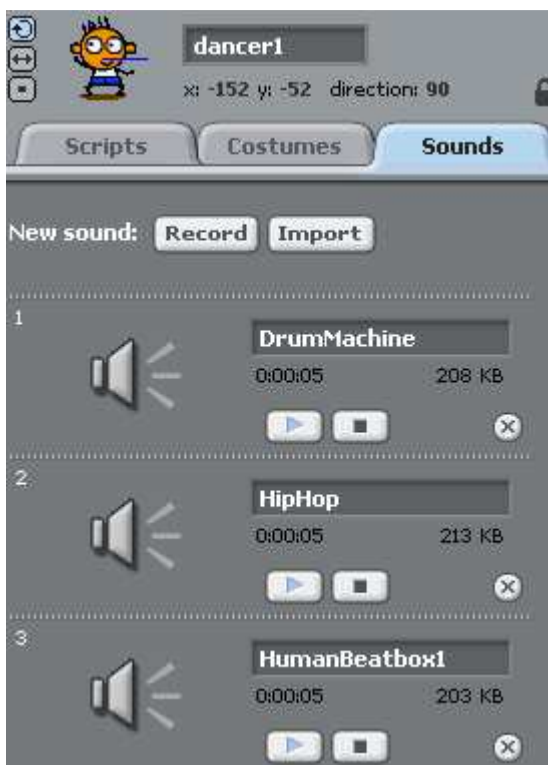 dancer1
x: -152 y: -52 direction: 90
Scripts Costumes Sounds
New sound: Record Import
1
DrumMachine
0:00:05 208 KB
2
HipHop
0:00:05 213 KB
3
HumanBeatbox1
0:00:05 203 KB